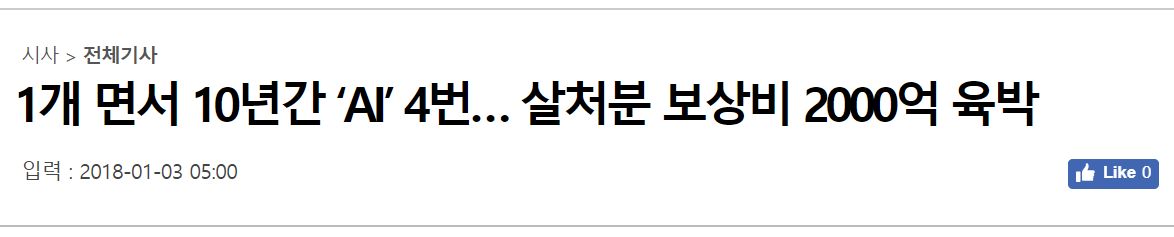 시사 > 전체기사
1개 면서 10년간 ‘AI’ 4번… 살처분 보상비 2000억 육박
입력 : 2018-01-03 05:00
Like 0